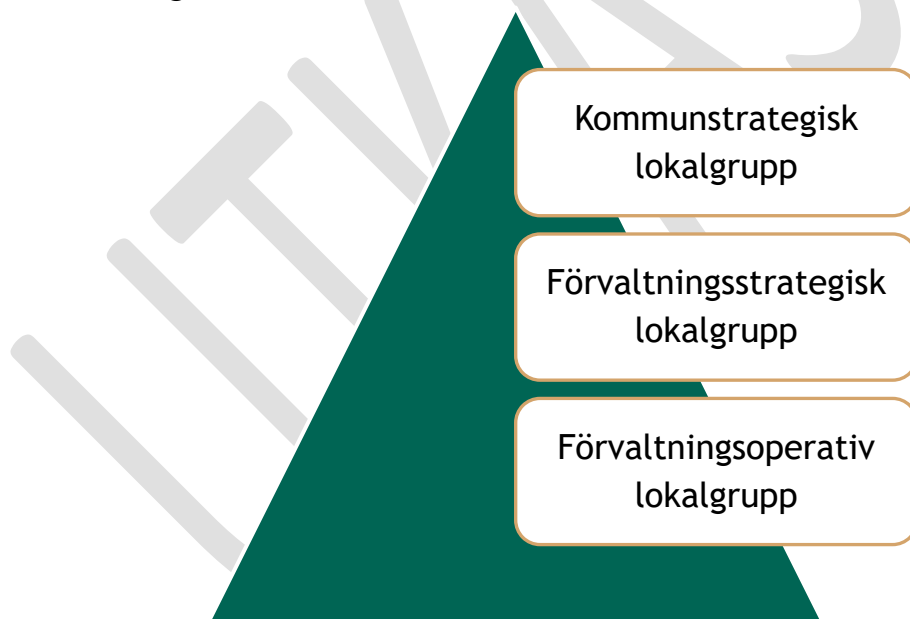 Kommunstrategisk
lokalgrupp
Förvaltningsstrategisk
lokalgrupp
Förvaltningsoperativ
lokalgrupp